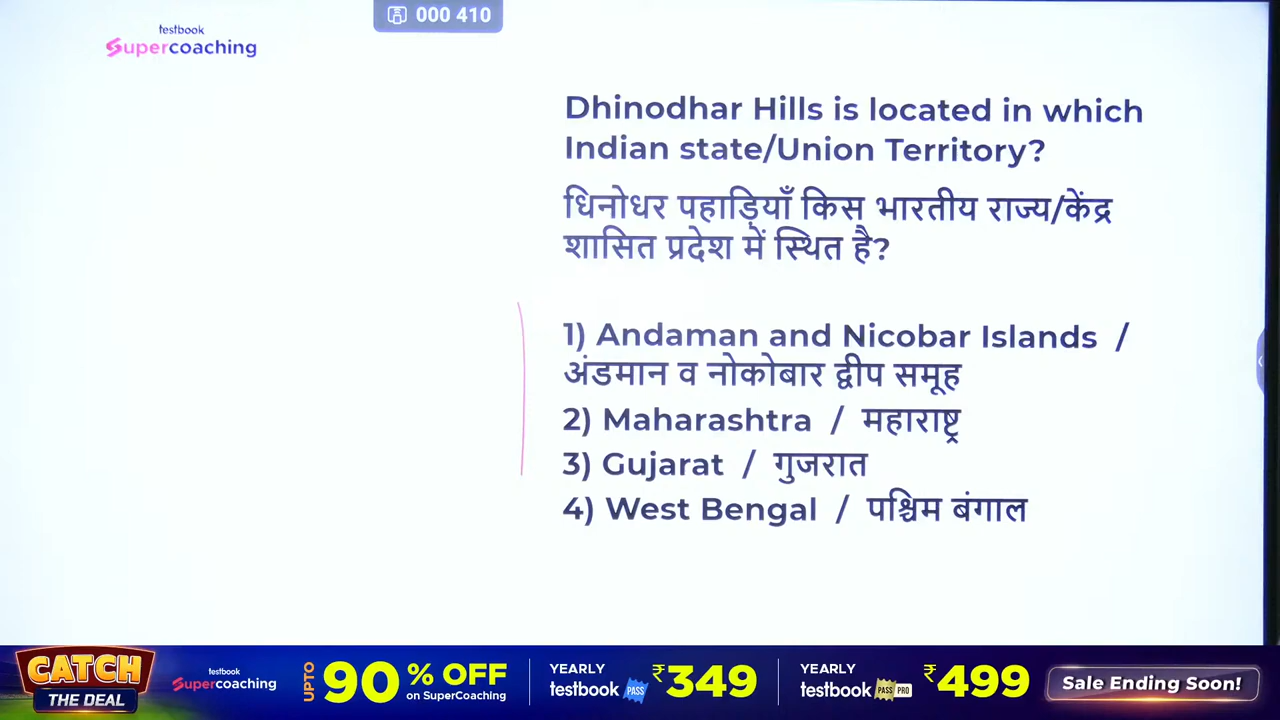 testbook
Supercoaching
000 410
Dhinodhar Hills is located in which
Indian state/Union Territory?
धिनोधर पहाड़ियाँ किस भारतीय राज्य/केंद्र
शासित प्रदेश में स्थित है?
1) Andaman and Nicobar Islands /
अंडमान व नोकोबार द्वीप समूह
2) Maharashtra / महाराष्ट्र
3) Gujarat / गुजरात
4) West Bengal / पश्चिम बंगाल
CATCH
THE DEAL
testbook
Supercoaching
UPTO 90% OFF
on SuperCoaching
YEARLY
testbook PASS
₹349
YEARLY
testbook PASS PRO
₹499
Sale Ending Soon!